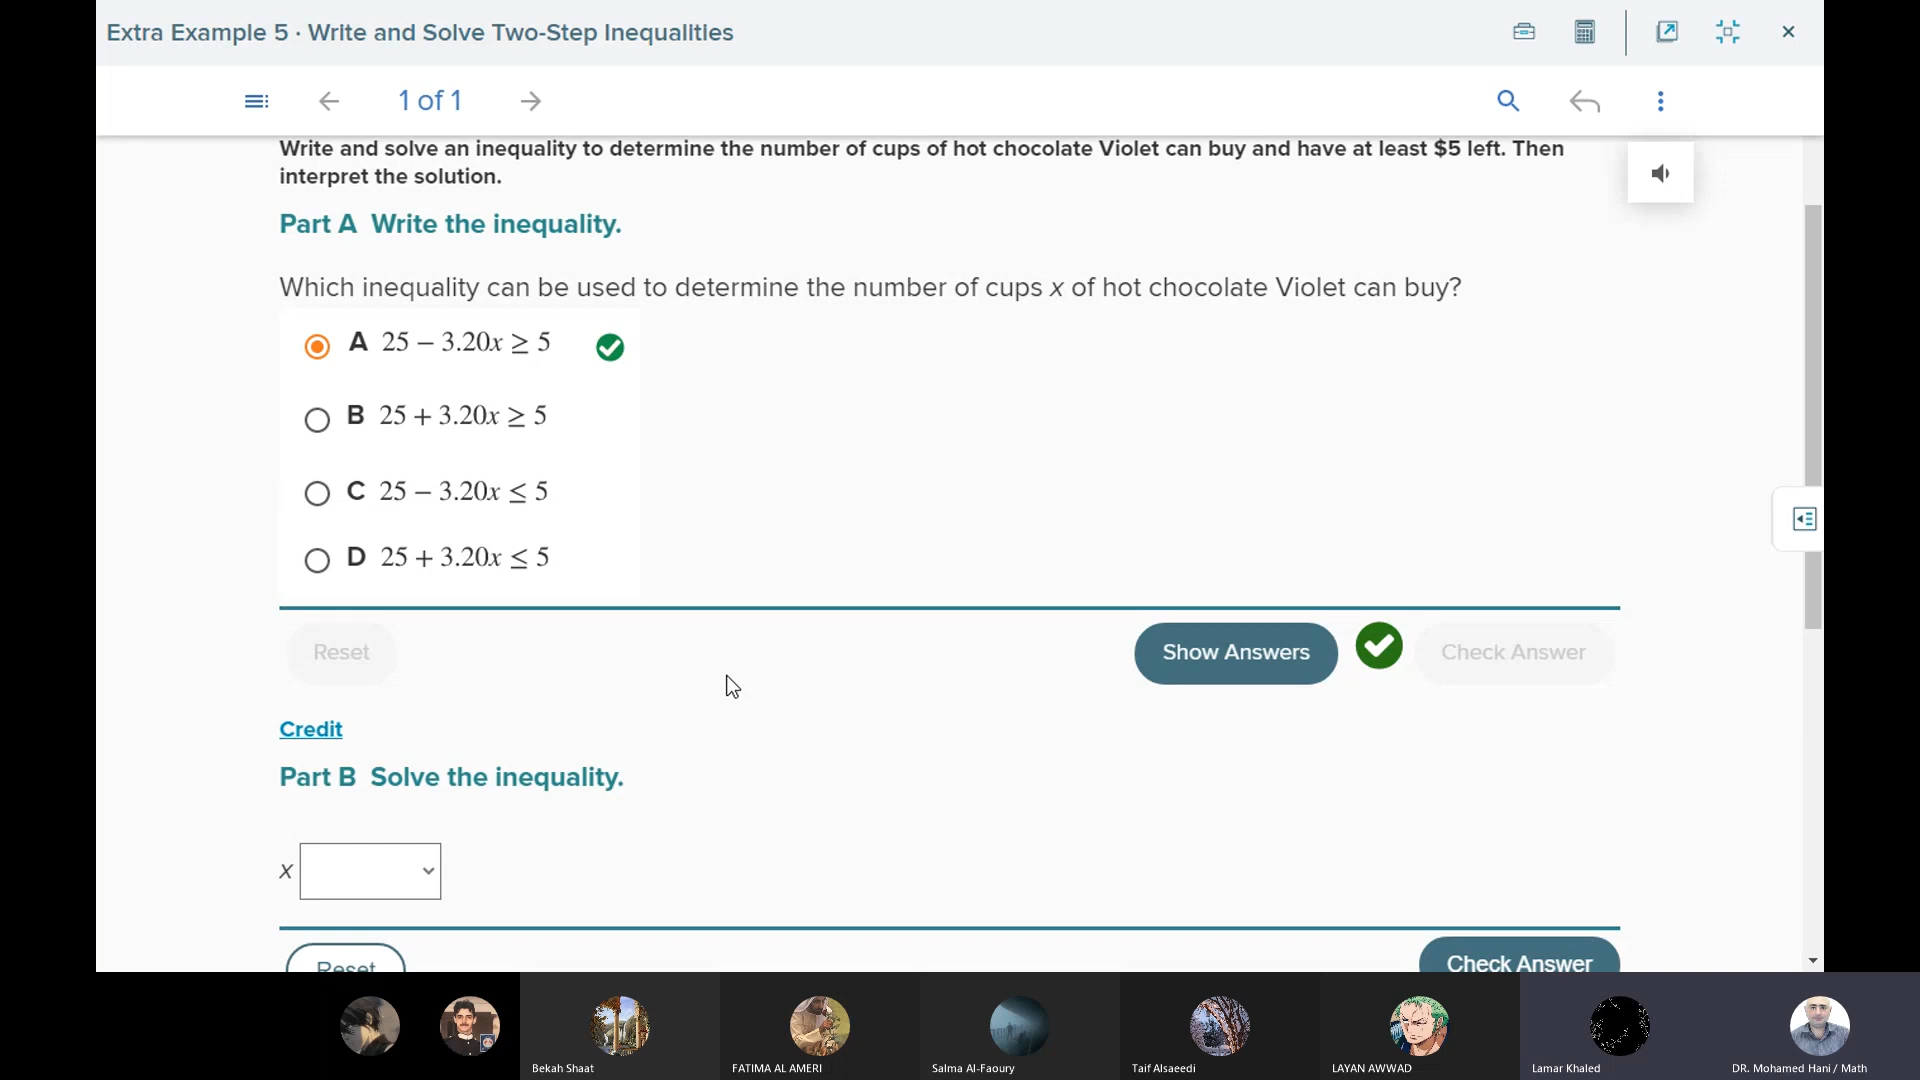 Extra Example 5 · Write and Solve Two-Step Inequalities
1 of 1
Write and solve an inequality to determine the number of cups of hot chocolate Violet can buy and have at least $5 left. Then
interpret the solution.
Part A Write the inequality.
Which inequality can be used to determine the number of cups x of hot chocolate Violet can buy?
A 25 − 3.20x ≥ 5
B 25 + 3.20x ≥ 5
C 25 − 3.20x ≤ 5
D 25 + 3.20x ≤ 5
Reset
Show Answers
Check Answer
Credit
Part B Solve the inequality.
x
Reset
Check Answer
Bekah Shaat
FATIMA AL AMERI
Salma Al-Faoury
Taif Alsaeedi
LAYAN AWWAD
Lamar Khaled
DR. Mohamed Hani / Math